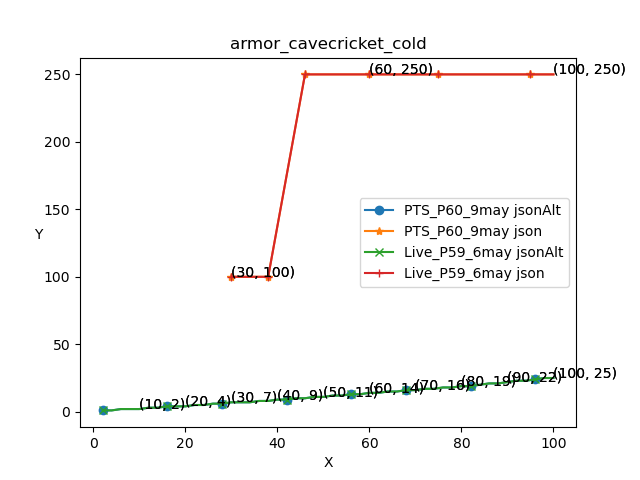 armor_cavecricket_cold
250
(60, 250)
(100, 250)
200
PTS_P60_9may jsonAlt
PTS_P60_9may json
Live_P59_6may jsonAlt
Live_P59_6may json
Y
150
100
(30, 100)
50
(10, 2)
(20, 4)
(30, 7)
(40, 9)
(50, 11)
(60, 14)
(70, 16)
(80, 19)
(90, 22)
(100, 25)
0
0 20 40 60 80 100
X